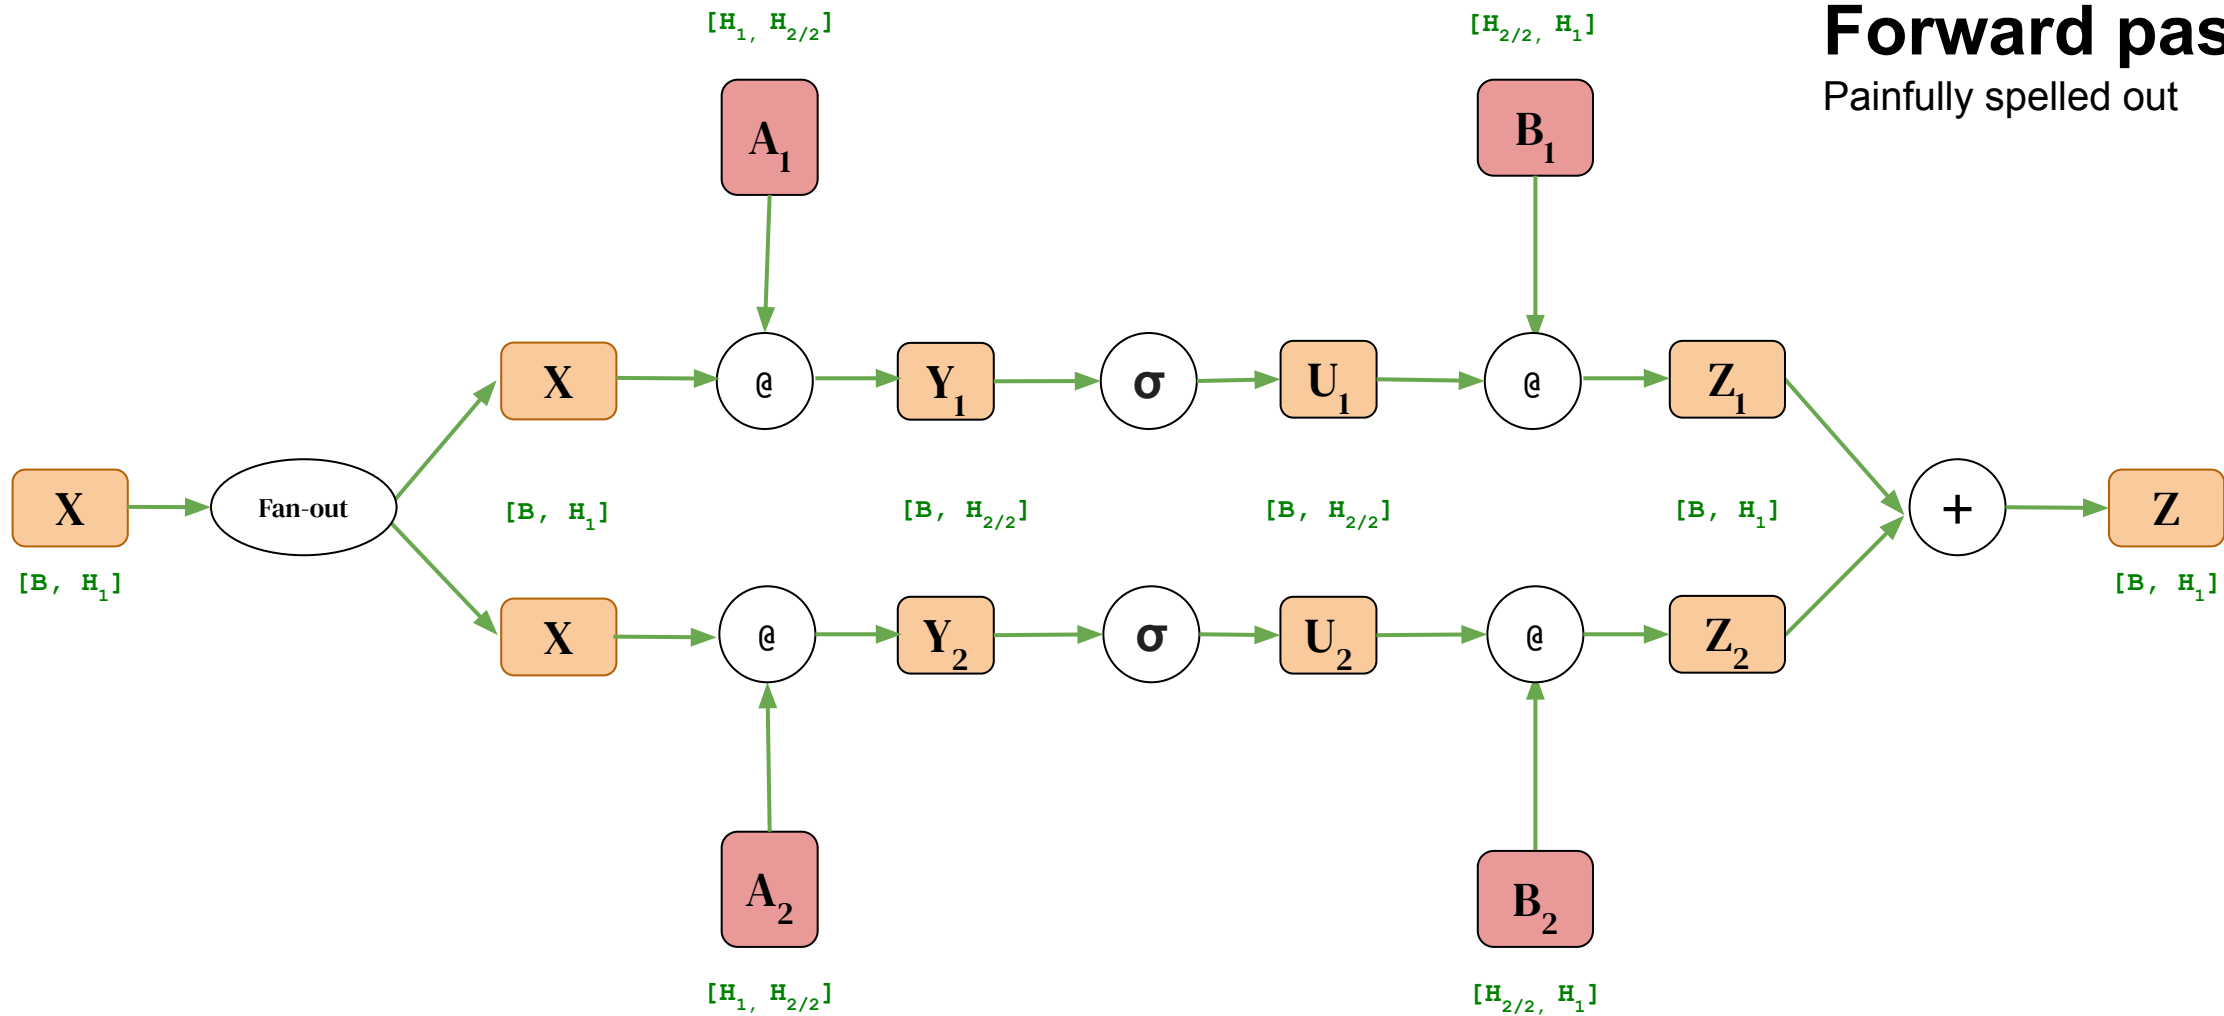 [H1, H2/2]
[H2/2, H1]
Forward pas
Painfully spelled out
A1
B1
X
@
Y1
σ
U1
@
Z1
X
Fan-out
[B, H1]
[B, H2/2]
[B, H2/2]
[B, H1]
+
Z
[B, H1]
[B, H1]
X
@
Y2
σ
U2
@
Z2
A2
B2
[H1, H2/2]
[H2/2, H1]